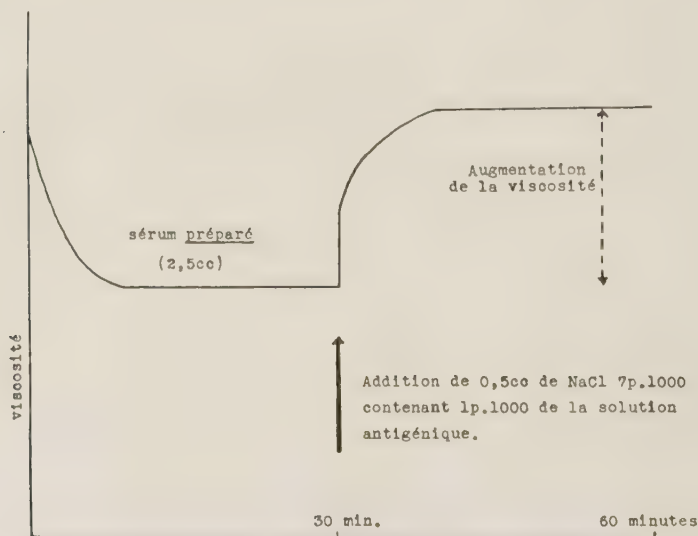 Augmentation
de la viscosité
sérum préparé
(2,5cc)
viscosité
Addition de 0,5cc de NaCl 7p.1000
contenant 1p.1000 de la solution
antigénique.
30 min.
60 minutes